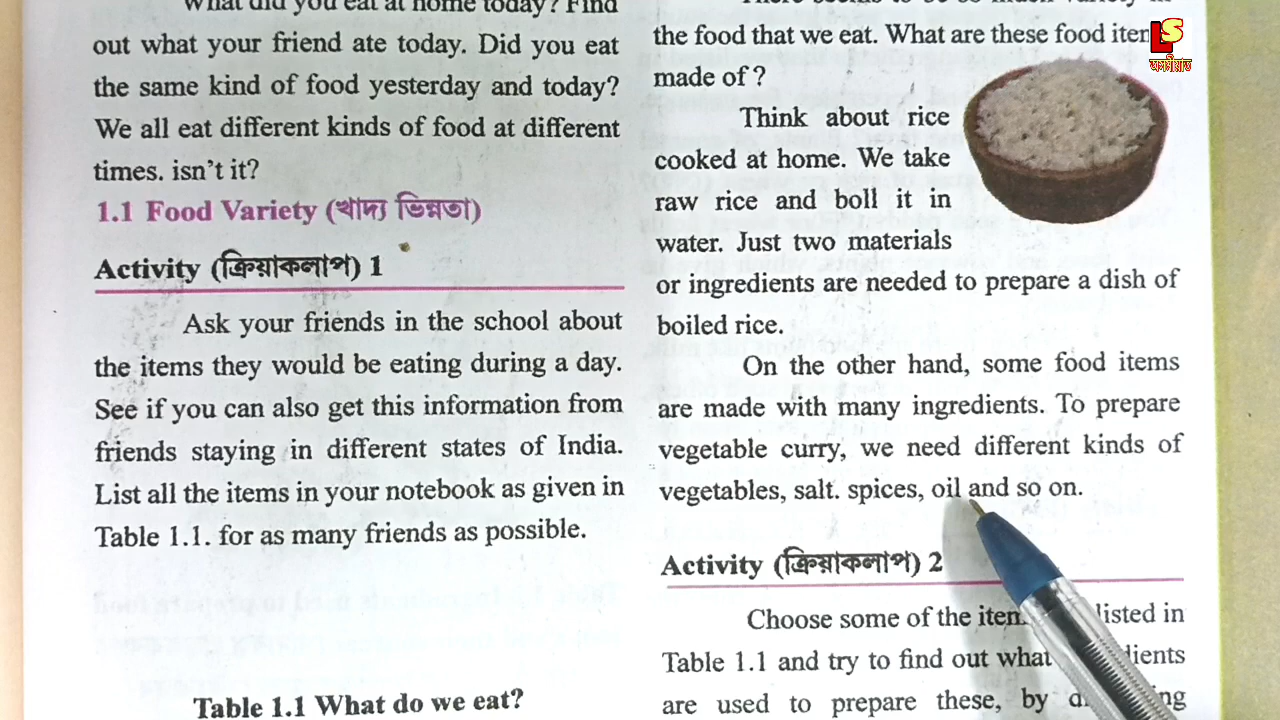 What did you eat at home today? Find
out what your friend ate today. Did you eat
the same kind of food yesterday and today?
We all eat different kinds of food at different
times. isn't it?
1.1 Food Variety (খাদ্য ভিন্নতা)
Activity (ক্রিয়াকলাপ) 1
Ask your friends in the school about
the items they would be eating during a day.
See if you can also get this information from
friends staying in different states of India.
List all the items in your notebook as given in
Table 1.1. for as many friends as possible.
Table 1.1 What do we eat?
There seems to be so much variety in
the food that we eat. What are these food
made of ?
Think about rice
cooked at home. We take
raw rice and boll it in
water. Just two materials
or ingredients are needed to prepare a dish of
boiled rice.
On the other hand, some food items
are made with many ingredients. To prepare
vegetable curry, we need different kinds of
vegetables, salt. spices, oil and so on.
Activity (ক্রিয়াকলাপ) 2
Choose some of the listed in
Table 1.1 and try to find out what
are used to prepare these, by
LS